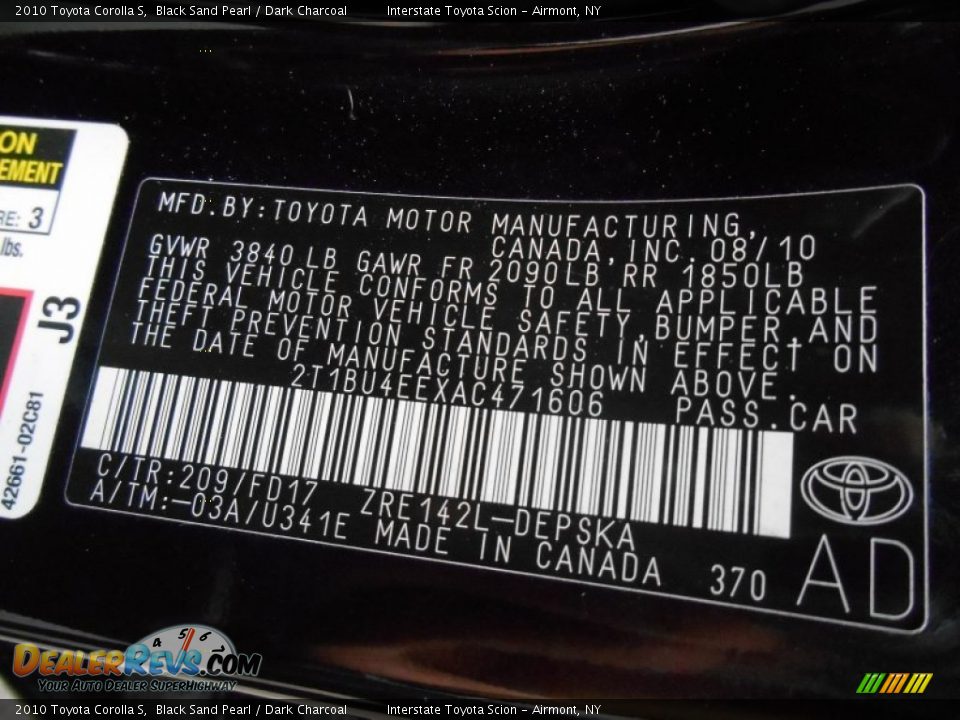 2010 Toyota Corolla S, Black Sand Pearl / Dark Charcoal Interstate Toyota Scion - Airmont, NY
ON
EMENT
RE: 3
lbs.
J3
42661-02C81
MFD.BY:TOYOTA MOTOR MANUFACTURING,
CANADA,INC.08/10
GVWR 3840LB GAWR FR 2090LB RR 1850LB
THIS VEHICLE CONFORMS TO ALL APPLICABLE
FEDERAL MOTOR VEHICLE SAFETY,BUMPER,AND
THEFT PREVENTION STANDARDS IN EFFECT ON
THE DATE OF MANUFACTURE SHOWN ABOVE.
2T1BU4EEXAC471606 PASS.CAR
C/TR:209/FD17 ZRE142L-DEPSKA
A/TM:-03A/U341E MADE IN CANADA 370
AD
4 5 6
DEALERREVS.COM
YOUR AUTO DEALER SUPERHIGHWAY
2010 Toyota Corolla S, Black Sand Pearl / Dark Charcoal Interstate Toyota Scion - Airmont, NY